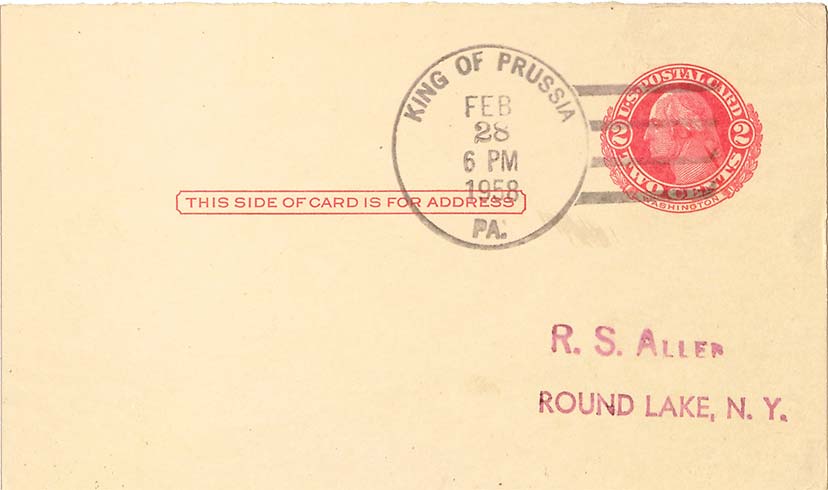 KING OF PRUSSIA
FEB
28
6 PM
1958
PA.
U·S·POSTAL CARD
2 2
TWO CENTS
WASHINGTON
THIS SIDE OF CARD IS FOR ADDRESS
R. S. ALLEN
ROUND LAKE, N. Y.